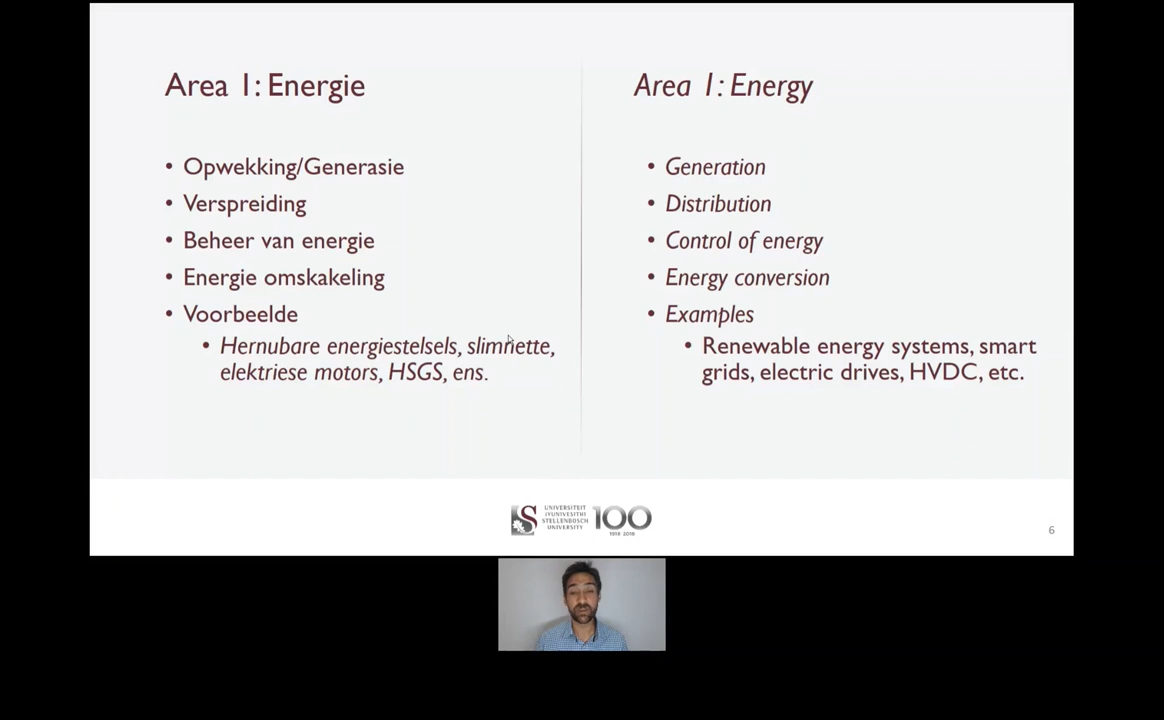 Area 1: Energie
• Opwekking/Generasie
• Verspreiding
• Beheer van energie
• Energie omskakeling
• Voorbeelde
• Hernubare energiestelsels, slimnette,
elektriese motors, HSGS, ens.
Area 1: Energy
• Generation
• Distribution
• Control of energy
• Energy conversion
• Examples
• Renewable energy systems, smart
grids, electric drives, HVDC, etc.
UNIVERSITEIT
iYUNIVESITHI
STELLENBOSCH
UNIVERSITY
100
1918 2018
6